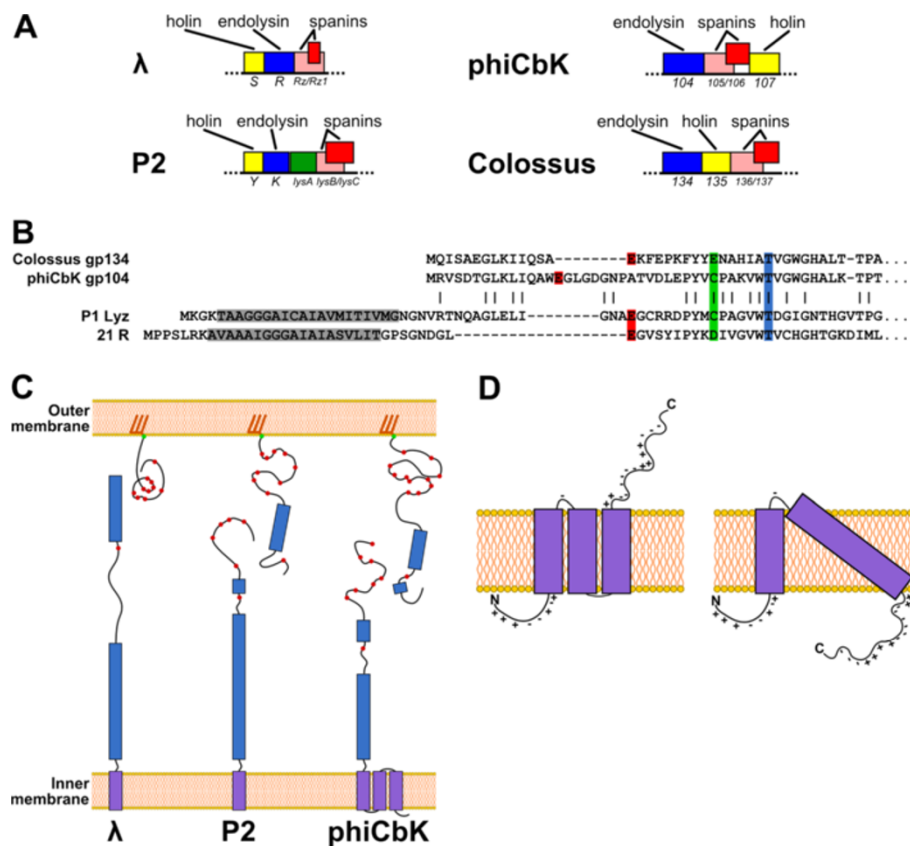 A
holin endolysin spanins
λ
S R Rz/Rz1
endolysin spanins holin
phiCbK
104 105/106 107
holin endolysin spanins
P2
Y K lysA lysB/lysC
endolysin holin spanins
Colossus
134 135 136/137
B
Colossus gp134 MQISAEGLKIIQSA--------EKFEPKFYYENAHIATVGWGHALT-TPA...
phiCbK gp104 MRVSDTGLKLIQAWEGLGDGNPATVDLEPYVCPAKVWTVGWGHALK-TPT...
P1 Lyz MKGKTAAGGGAICAIAVMITIVMGNGNVRTNQAGLELI------GNAEGCRRDPYMCPAGVWTDGIGNTHGVTP...
21 R MPPSLRKAVAAAIGGGAIAIASVLITGPSGNDGL---------------EGVSYIPYKDIVGVWTVCHGHTGKDIML...
C
Outer membrane
Inner membrane
λ P2 phiCbK
D
C
N
N
C